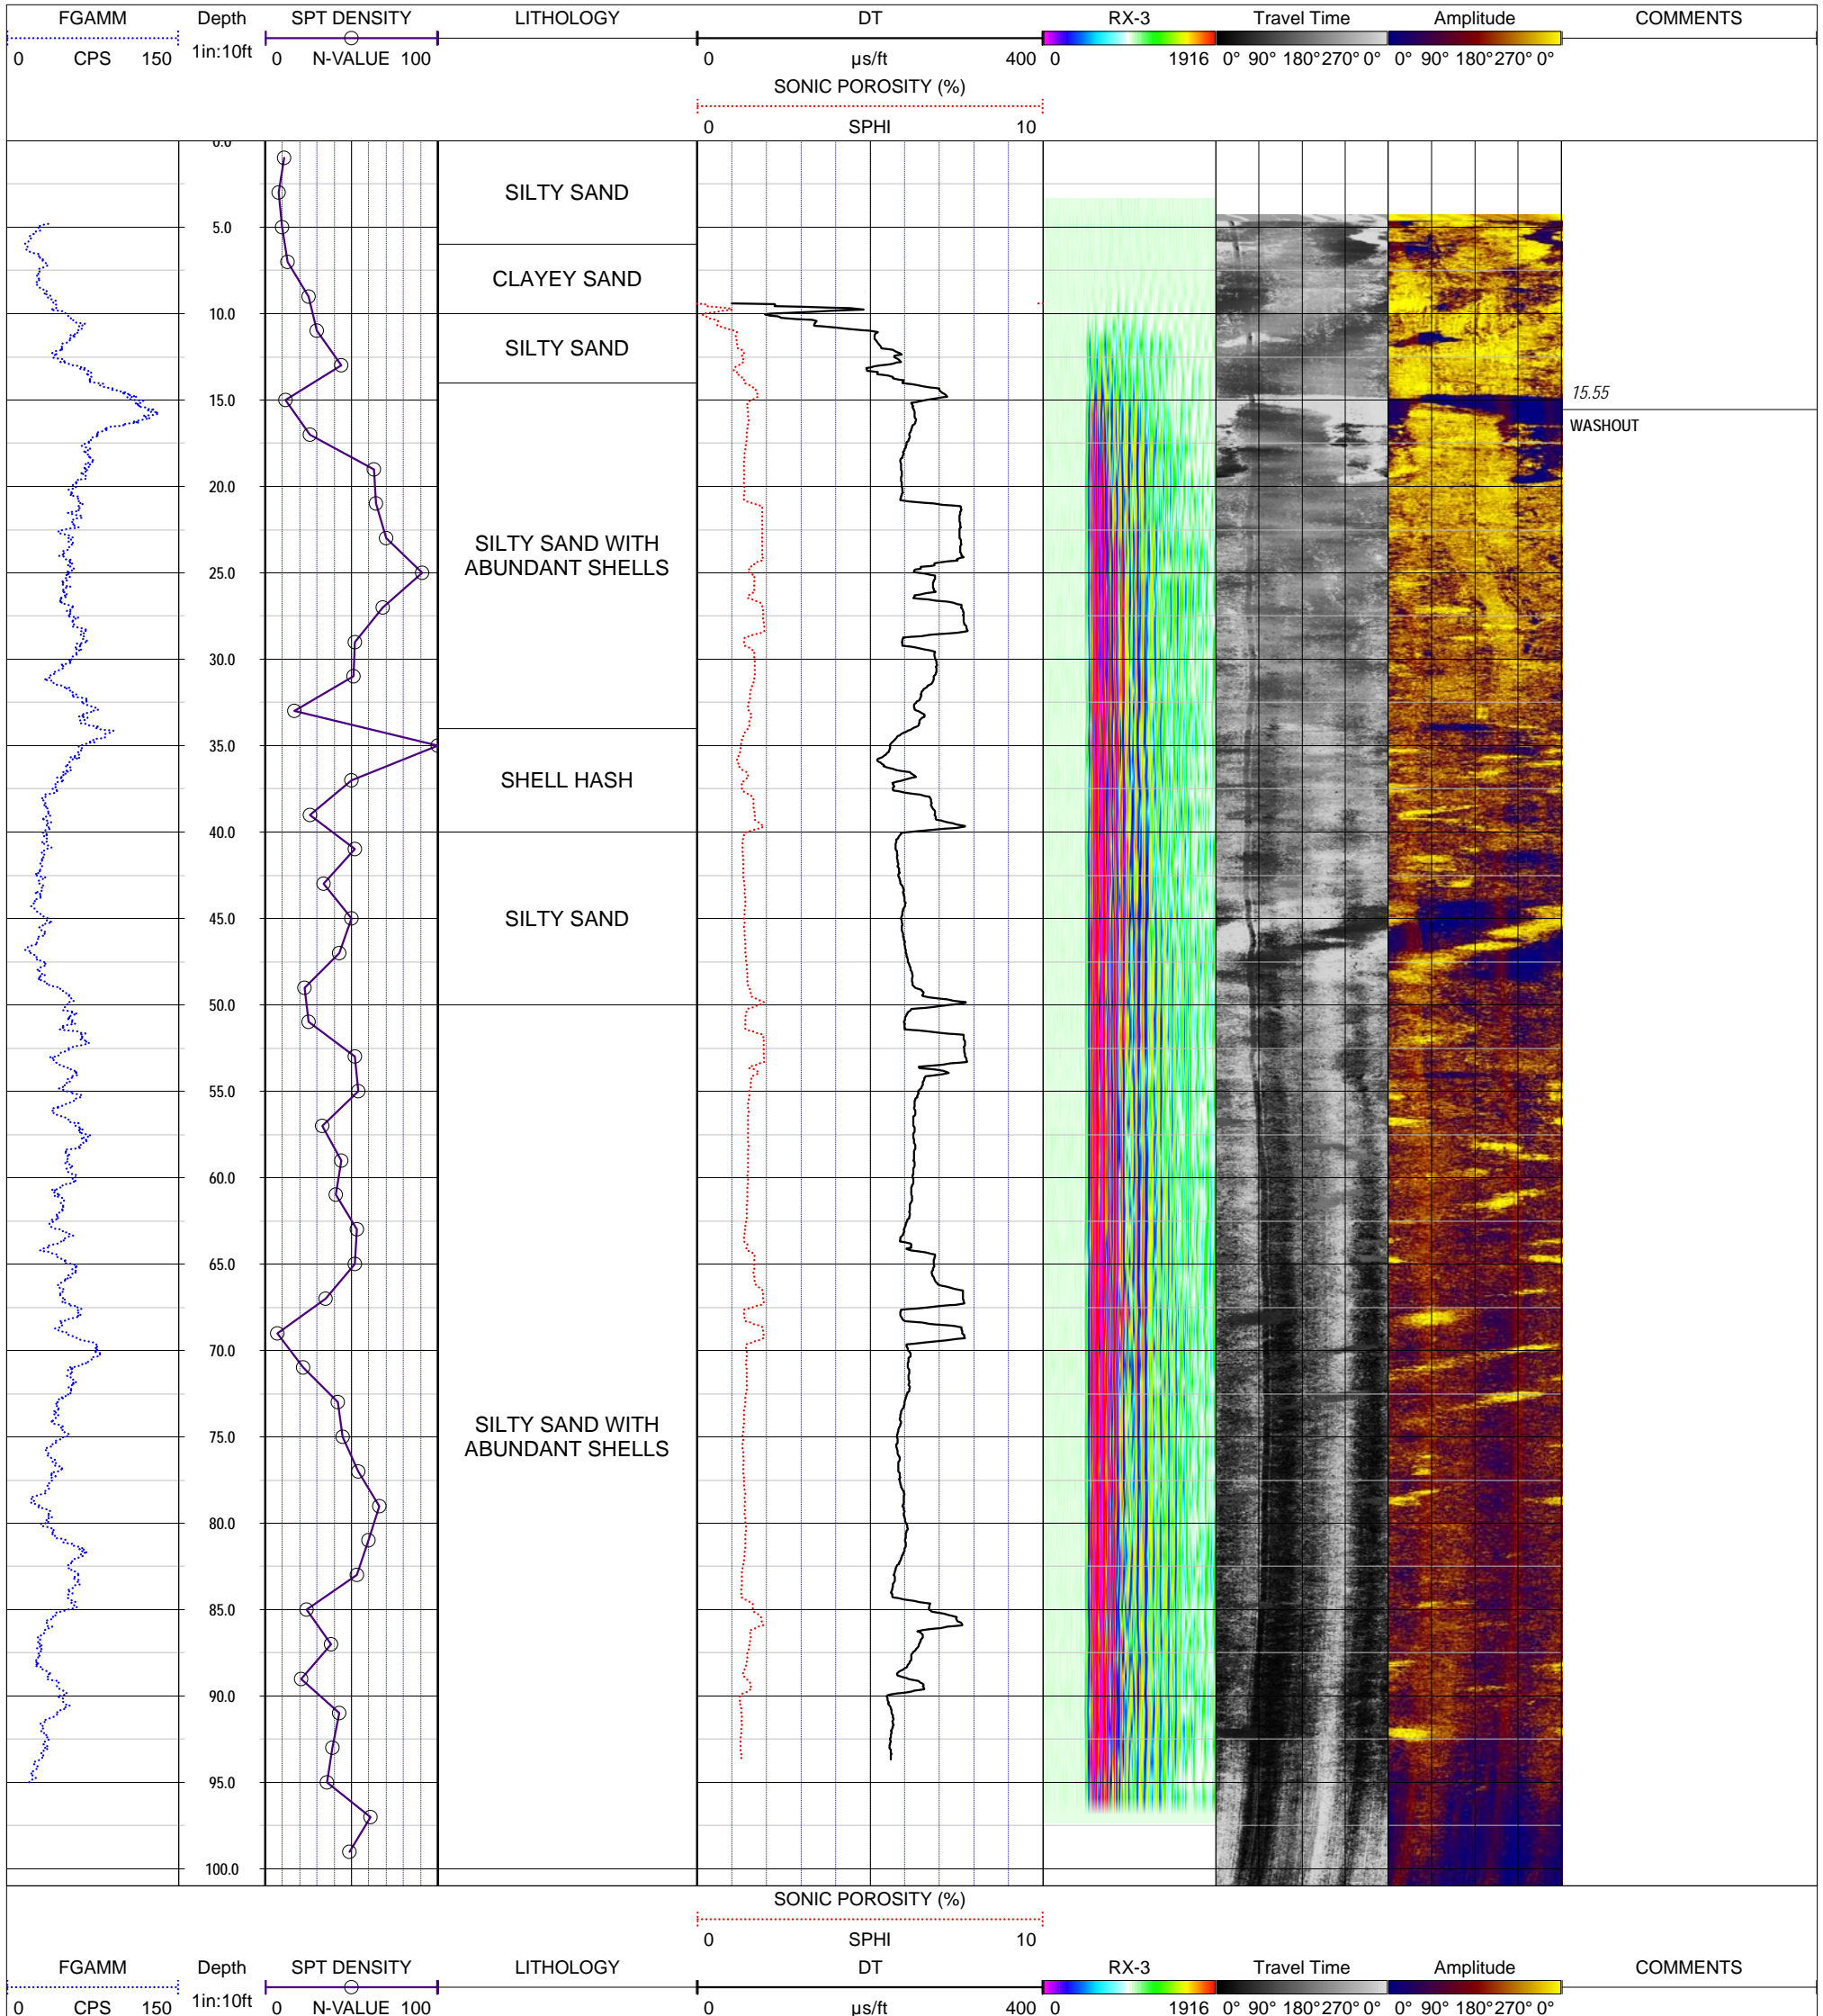 FGAMM Depth SPT DENSITY LITHOLOGY DT RX-3 Travel Time Amplitude COMMENTS
0 CPS 150 1in:10ft 0 N-VALUE 100 0 µs/ft 400 0 1916 0° 90° 180° 270° 0° 0° 90° 180° 270° 0°
SONIC POROSITY (%)
0 SPHI 10
0.0
SILTY SAND
5.0
CLAYEY SAND
10.0
SILTY SAND
15.55
15.0
WASHOUT
20.0
SILTY SAND WITH
ABUNDANT SHELLS
25.0
30.0
35.0
SHELL HASH
40.0
45.0 SILTY SAND
50.0
55.0
60.0
65.0
70.0
SILTY SAND WITH
75.0
ABUNDANT SHELLS
80.0
85.0
90.0
95.0
100.0
SONIC POROSITY (%)
0 SPHI 10
FGAMM Depth SPT DENSITY LITHOLOGY DT RX-3 Travel Time Amplitude COMMENTS
0 CPS 150 1in:10ft 0 N-VALUE 100 0 µs/ft 400 0 1916 0° 90° 180° 270° 0° 0° 90° 180° 270° 0°